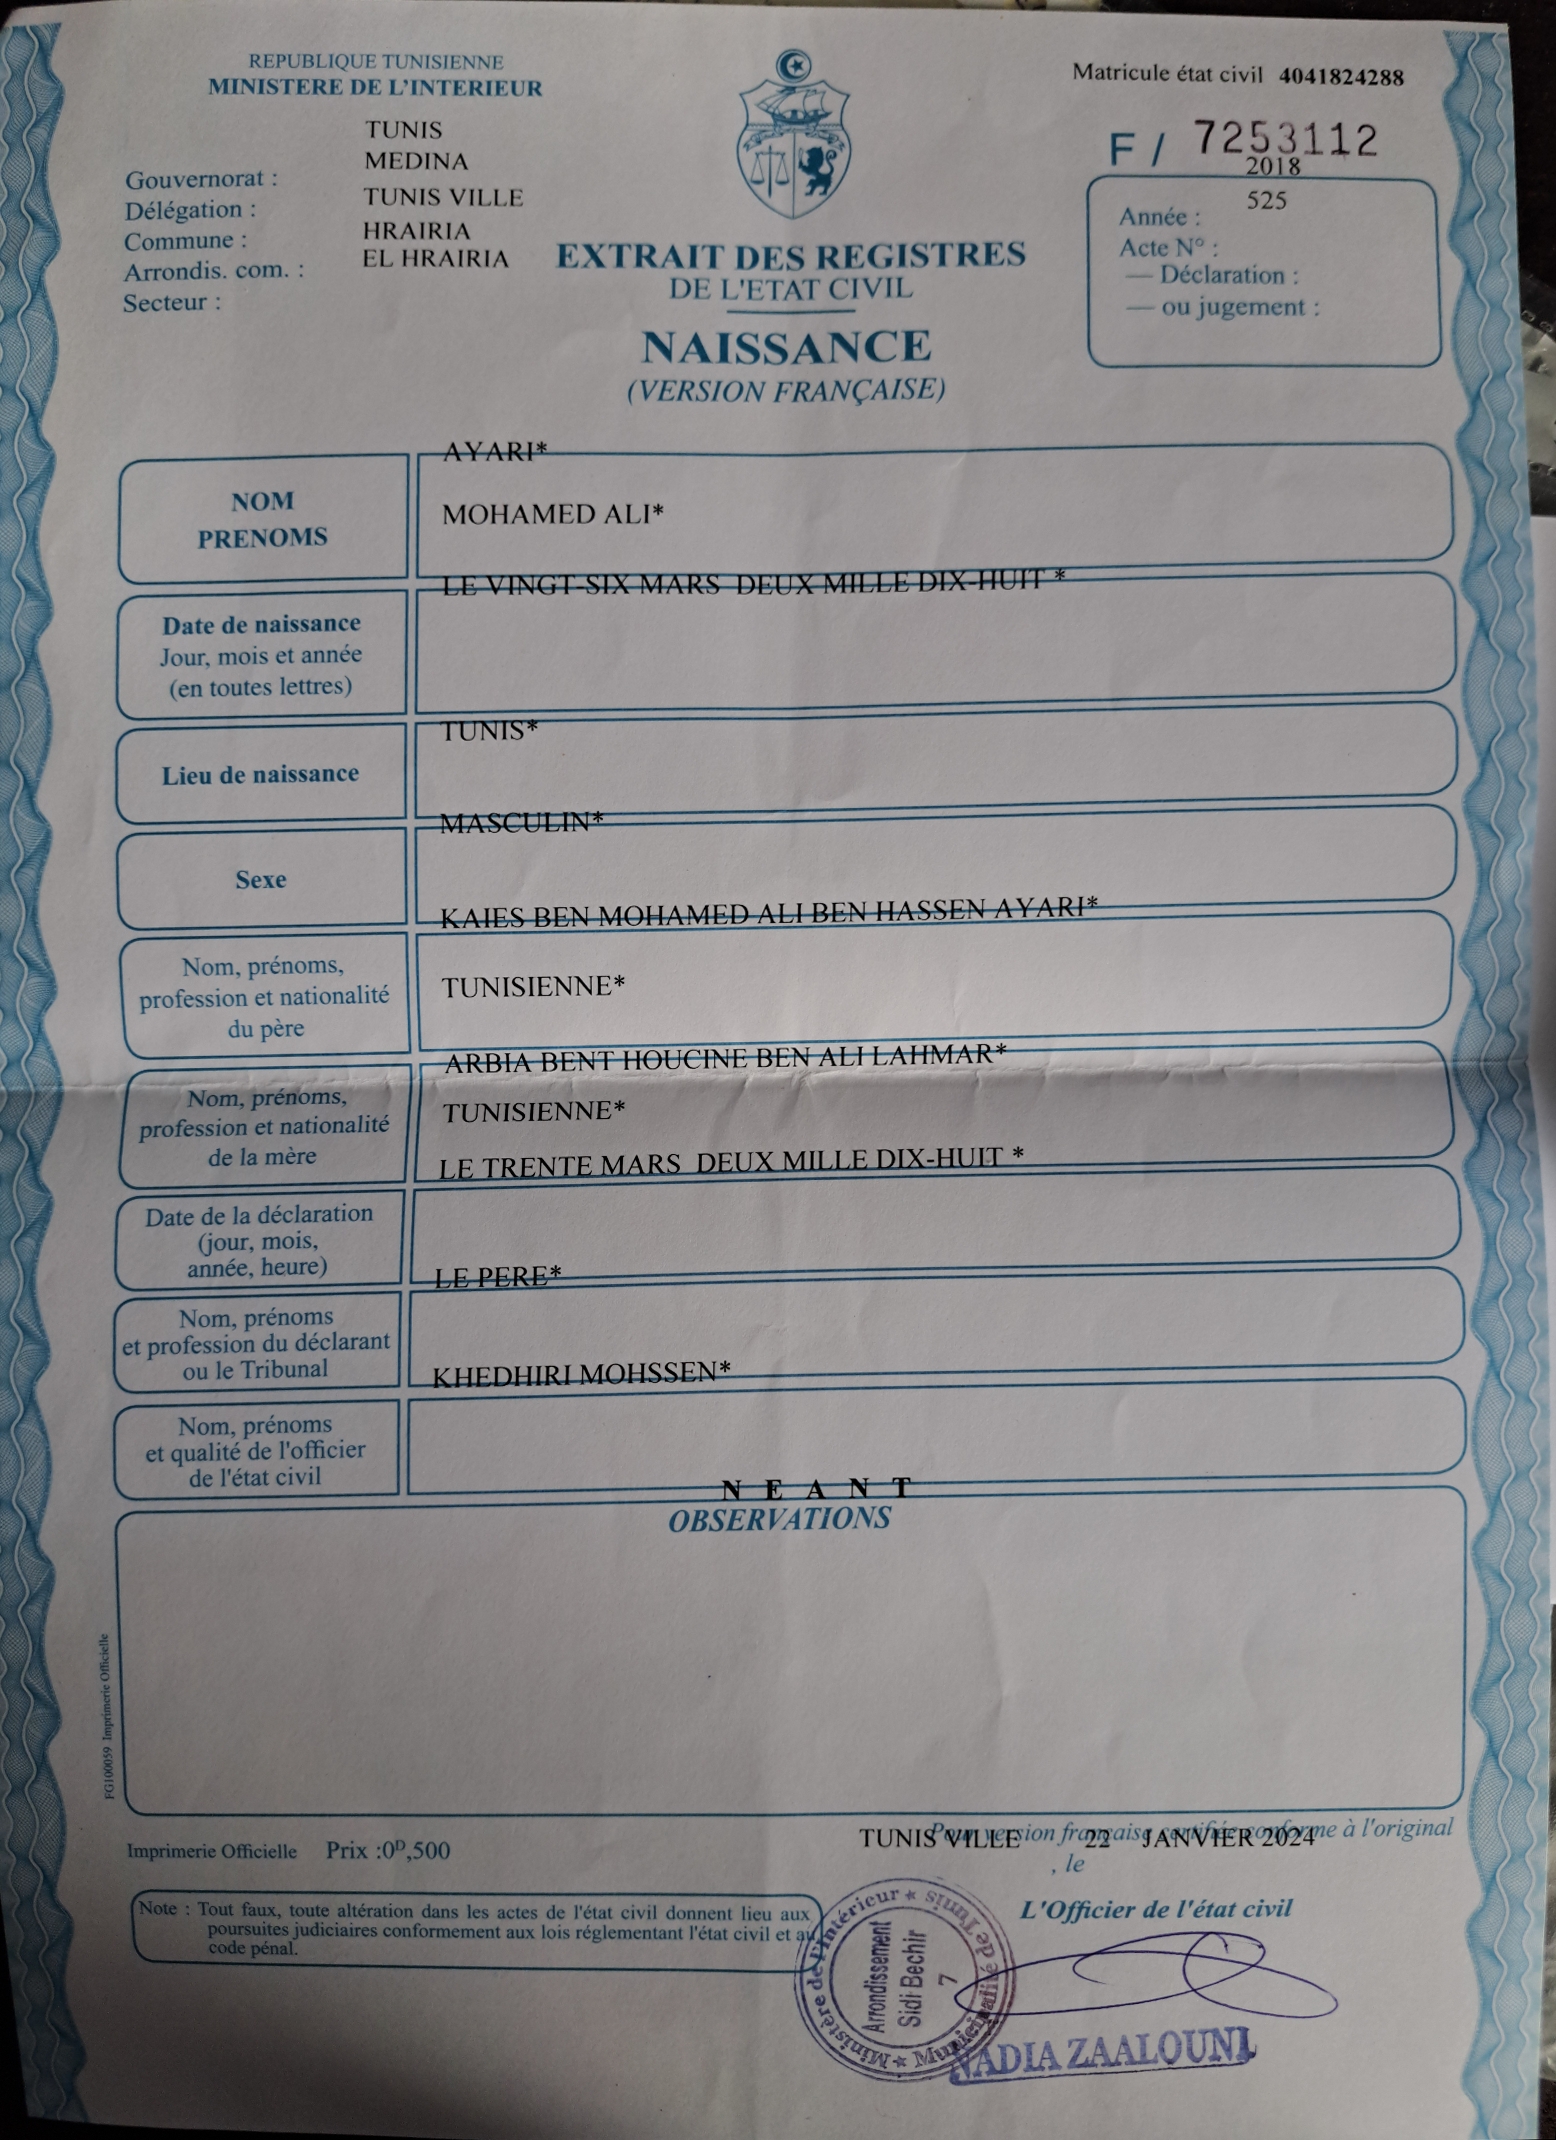 REPUBLIQUE TUNISIENNE
MINISTERE DE L'INTERIEUR
Matricule état civil 4041824288
F / 7253112
TUNIS
MEDINA
TUNIS VILLE
HRAIRIA
EL HRAIRIA
Gouvernorat :
Délégation :
Commune :
Arrondis. com. :
Secteur :
2018
525
Année :
Acte N° :
— Déclaration :
— ou jugement :
EXTRAIT DES REGISTRES
DE L'ETAT CIVIL
NAISSANCE
(VERSION FRANÇAISE)
NOM
PRENOMS
AYARI*
MOHAMED ALI*
Date de naissance
Jour, mois et année
(en toutes lettres)
LE VINGT-SIX MARS DEUX MILLE DIX-HUIT *
Lieu de naissance
TUNIS*
Sexe
MASCULIN*
Nom, prénoms,
profession et nationalité
du père
KAIES BEN MOHAMED ALI BEN HASSEN AYARI*
TUNISIENNE*
Nom, prénoms,
profession et nationalité
de la mère
ARBIA BENT HOUCINE BEN ALI LAHMAR*
TUNISIENNE*
Date de la déclaration
(jour, mois,
année, heure)
LE TRENTE MARS DEUX MILLE DIX-HUIT *
Nom, prénoms
et profession du déclarant
ou le Tribunal
LE PERE*
Nom, prénoms
et qualité de l'officier
de l'état civil
KHEDHIRI MOHSSEN*
N E A N T
OBSERVATIONS
FG100059 Imprimerie Officielle
Imprimerie Officielle Prix :0ᴰ,500
Pour version française certifiée conforme à l'original
TUNIS VILLE 22 JANVIER 2024
, le
Note : Tout faux, toute altération dans les actes de l'état civil donnent lieu aux
poursuites judiciaires conformement aux lois réglementant l'état civil et au
code pénal.
L'Officier de l'état civil
Ministère de l'Intérieur * Municipalité de Tunis *
Arrondissement
Sidi Bechir
7
NADIA ZAALOUNI